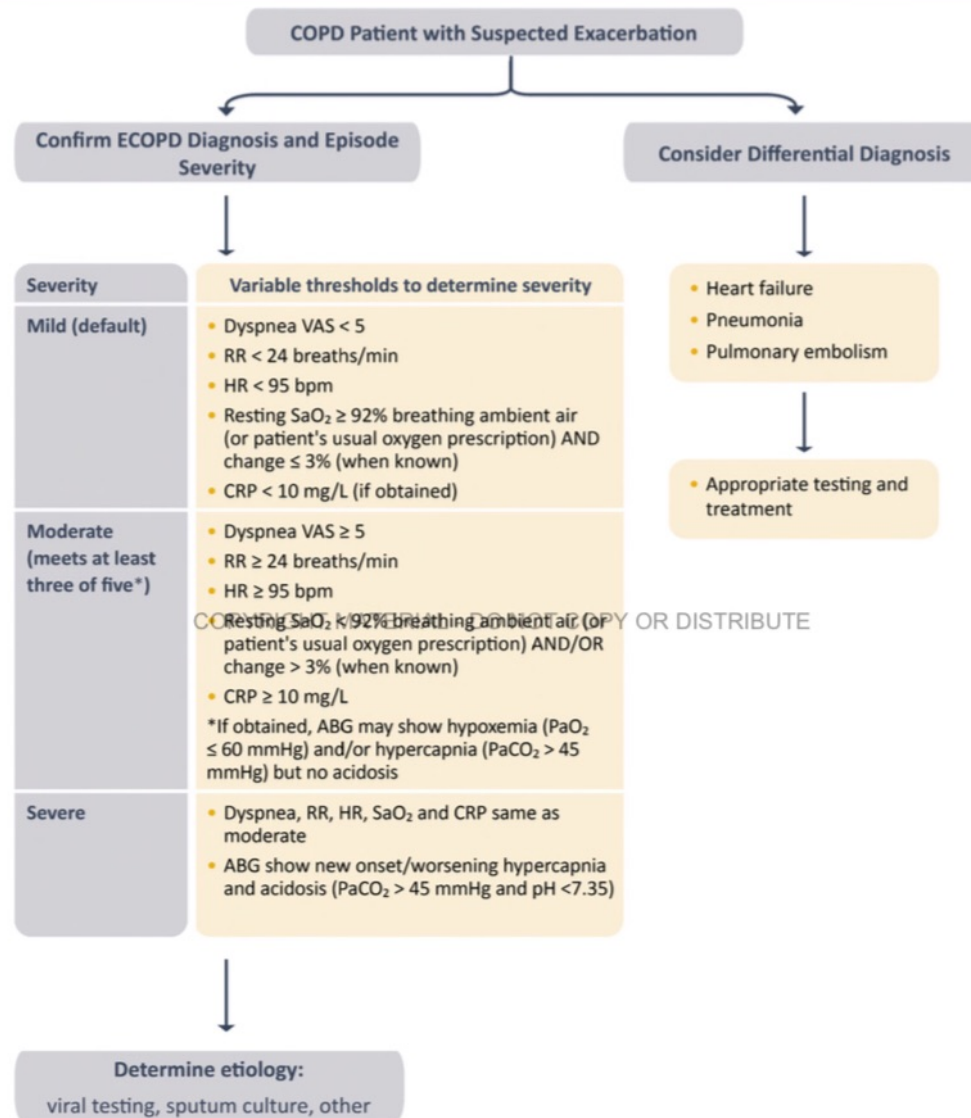 COPD Patient with Suspected Exacerbation
Confirm ECOPD Diagnosis and Episode
Severity
Consider Differential Diagnosis
Severity
Variable thresholds to determine severity
Mild (default)
• Dyspnea VAS < 5
• RR < 24 breaths/min
• HR < 95 bpm
• Resting SaO₂ ≥ 92% breathing ambient air
(or patient's usual oxygen prescription) AND
change ≤ 3% (when known)
• CRP < 10 mg/L (if obtained)
Moderate
(meets at least
three of five*)
• Dyspnea VAS ≥ 5
• RR ≥ 24 breaths/min
• HR ≥ 95 bpm
• Resting SaO₂ < 92% breathing ambient air (or
patient's usual oxygen prescription) AND/OR
change > 3% (when known)
• CRP ≥ 10 mg/L
*If obtained, ABG may show hypoxemia (PaO₂
≤ 60 mmHg) and/or hypercapnia (PaCO₂ > 45
mmHg) but no acidosis
Severe
• Dyspnea, RR, HR, SaO₂ and CRP same as
moderate
• ABG show new onset/worsening hypercapnia
and acidosis (PaCO₂ > 45 mmHg and pH <7.35)
• Heart failure
• Pneumonia
• Pulmonary embolism
• Appropriate testing and
treatment
COPYRIGHT MATERIAL - DO NOT COPY OR DISTRIBUTE
Determine etiology:
viral testing, sputum culture, other